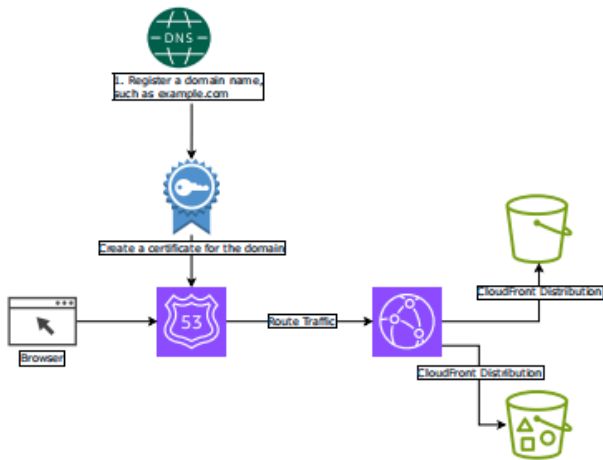 DNS
1. Register a domain name,
such as example.com
Create a certificate for the domain
CloudFront Distribution
53
Route Traffic
Browser
CloudFront Distribution